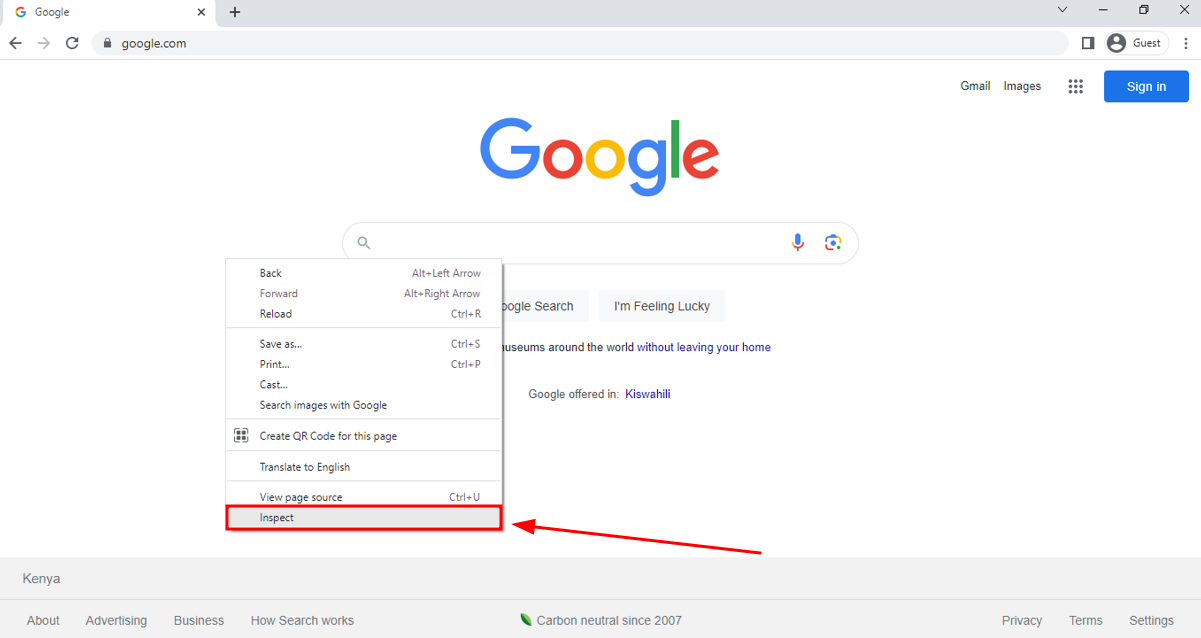 Google
google.com
Guest
Gmail Images Sign in
Google
Back Alt+Left Arrow
Forward Alt+Right Arrow
Reload Ctrl+R
oogle Search I'm Feeling Lucky
Save as... Ctrl+S
useums around the world without leaving your home
Print... Ctrl+P
Cast...
Google offered in: Kiswahili
Search images with Google
Create QR Code for this page
Translate to English
View page source Ctrl+U
Inspect
Kenya
About Advertising Business How Search works Carbon neutral since 2007 Privacy Terms Settings